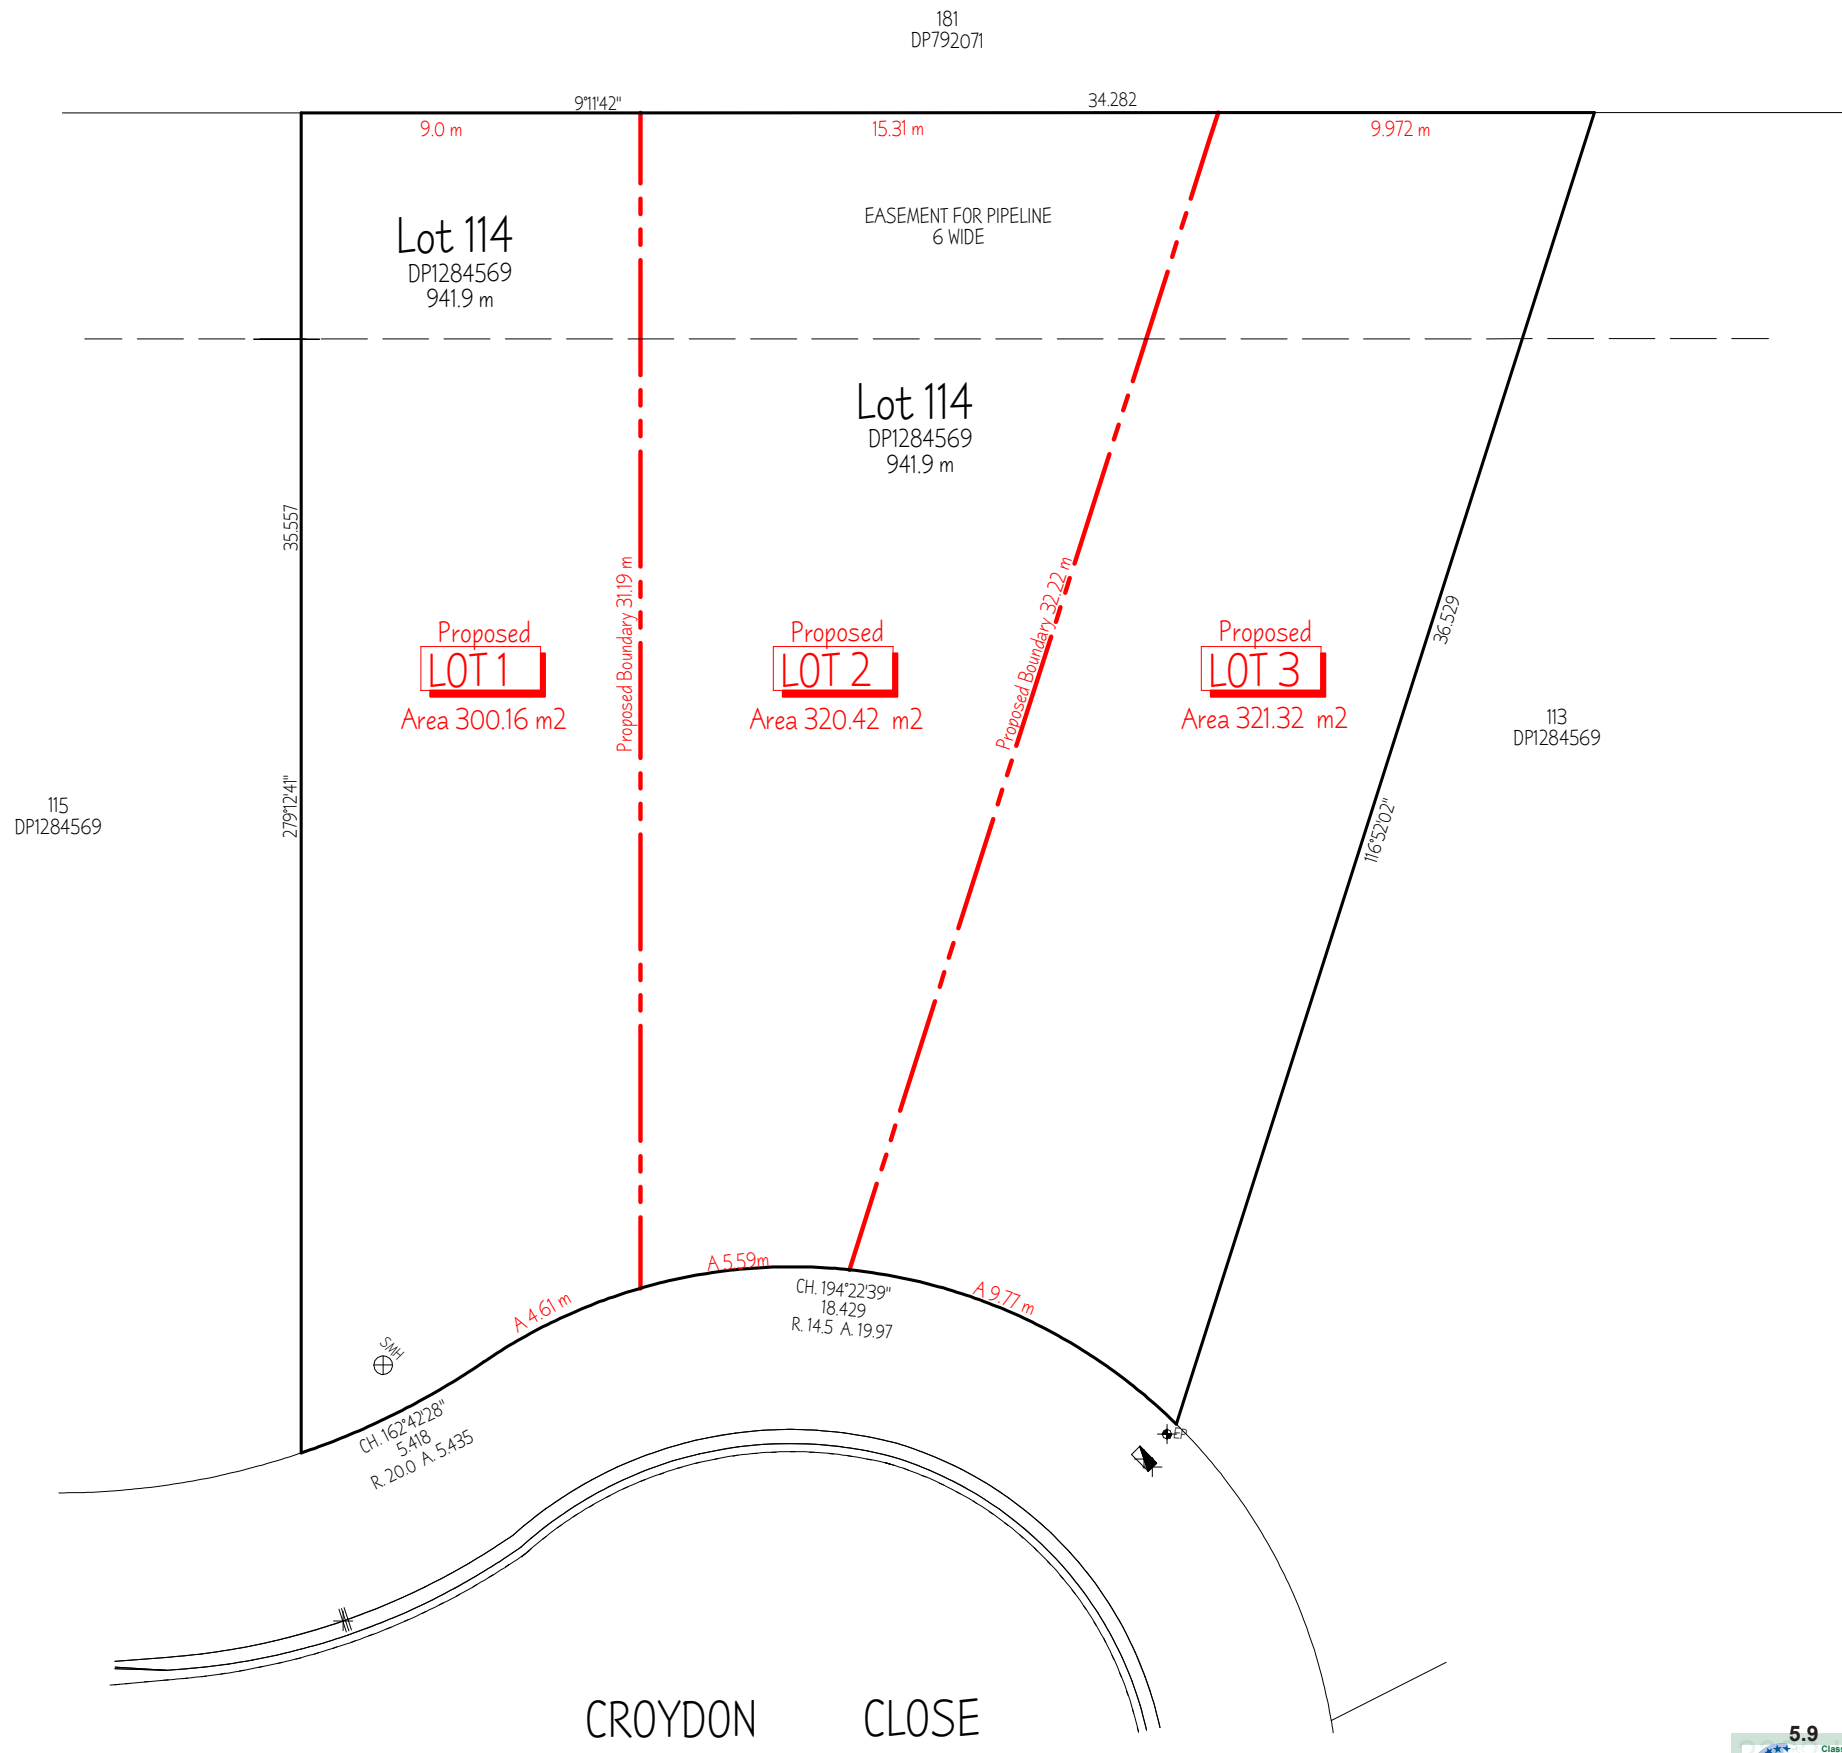 181
DP792071
9°11'42"
34.282
9.0 m
15.31 m
9.972 m
Lot 114
DP1284569
941.9 m
EASEMENT FOR PIPELINE
6 WIDE
Lot 114
DP1284569
941.9 m
35.557
279°12'41"
Proposed
LOT 1
Area 300.16 m2
Proposed Boundary 31.19 m
Proposed
LOT 2
Area 320.42 m2
Proposed Boundary 32.22 m
Proposed
LOT 3
Area 321.32 m2
36.529
116°52'02"
113
DP1284569
115
DP1284569
A 4.61 m
A 5.59m
A 9.77 m
CH. 194°22'39"
18.429
R. 14.5 A. 19.97
SMH
CH. 162°42'28"
5.418
R. 20.0 A. 5.435
EP
CROYDON CLOSE
5.9